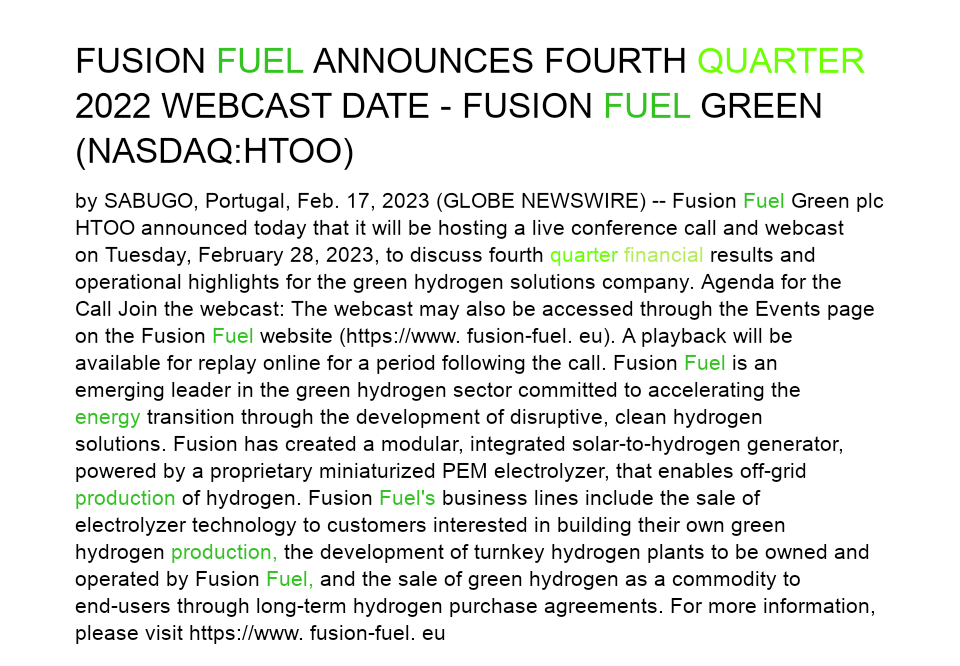 FUSION FUEL ANNOUNCES FOURTH QUARTER
2022 WEBCAST DATE - FUSION FUEL GREEN
(NASDAQ:HTOO)
by SABUGO, Portugal, Feb. 17, 2023 (GLOBE NEWSWIRE) -- Fusion Fuel Green plc
HTOO announced today that it will be hosting a live conference call and webcast
on Tuesday, February 28, 2023, to discuss fourth quarter financial results and
operational highlights for the green hydrogen solutions company. Agenda for the
Call Join the webcast: The webcast may also be accessed through the Events page
on the Fusion Fuel website (https://www. fusion-fuel. eu). A playback will be
available for replay online for a period following the call. Fusion Fuel is an
emerging leader in the green hydrogen sector committed to accelerating the
energy transition through the development of disruptive, clean hydrogen
solutions. Fusion has created a modular, integrated solar-to-hydrogen generator,
powered by a proprietary miniaturized PEM electrolyzer, that enables off-grid
production of hydrogen. Fusion Fuel's business lines include the sale of
electrolyzer technology to customers interested in building their own green
hydrogen production, the development of turnkey hydrogen plants to be owned and
operated by Fusion Fuel, and the sale of green hydrogen as a commodity to
end-users through long-term hydrogen purchase agreements. For more information,
please visit https://www. fusion-fuel. eu